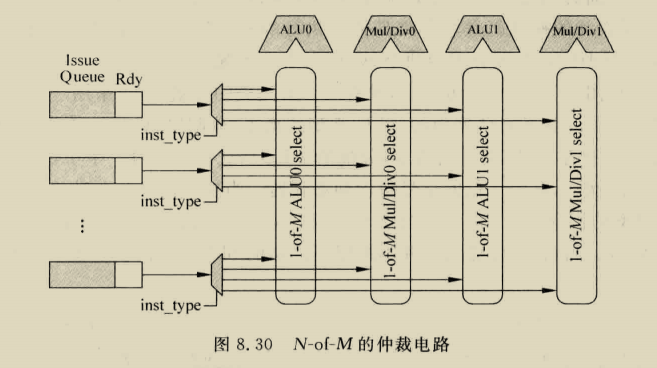 ALU0 Mul/Div0 ALU1 Mul/Div1
Issue
Queue Rdy
inst_type
inst_type
⋮
inst_type
1-of-M ALU0 select
1-of-M Mul/Div0 select
1-of-M ALU1 select
1-of-M Mul/Div1 select
图 8.30 N-of-M 的仲裁电路